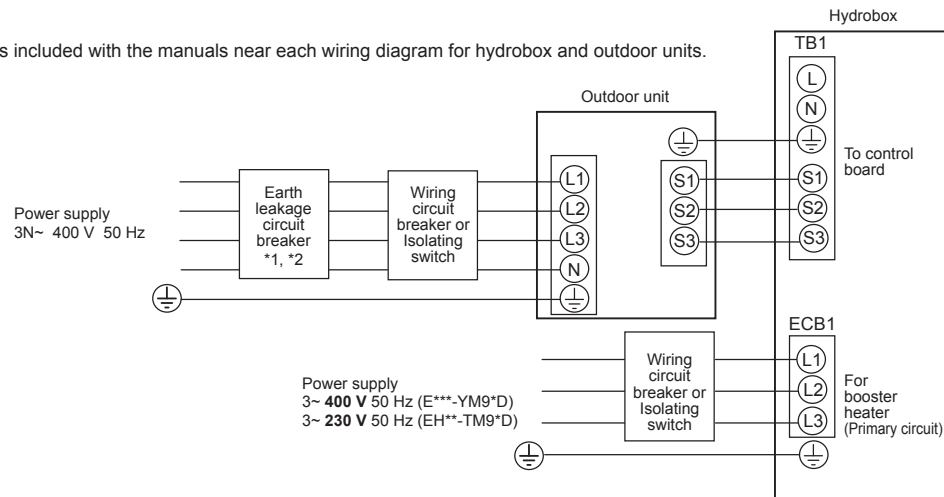 Hydrobox
s included with the manuals near each wiring diagram for hydrobox and outdoor units.
TB1
L
N
To control
board
S1
S2
S3
Outdoor unit
L1
L2
L3
N
S1
S2
S3
Power supply
3N~ 400 V 50 Hz
Earth
leakage
circuit
breaker
*1, *2
Wiring
circuit
breaker or
Isolating
switch
ECB1
L1
L2
L3
For
booster
heater
(Primary circuit)
Wiring
circuit
breaker or
Isolating
switch
Power supply
3~ 400 V 50 Hz (E***-YM9*D)
3~ 230 V 50 Hz (EH**-TM9*D)